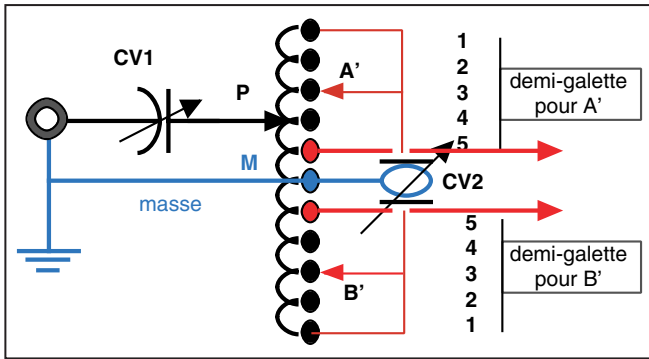 CV1
P
A’
1
2
3
4
5
demi-galette
pour A’
M
masse
CV2
B’
5
4
3
2
1
demi-galette
pour B’